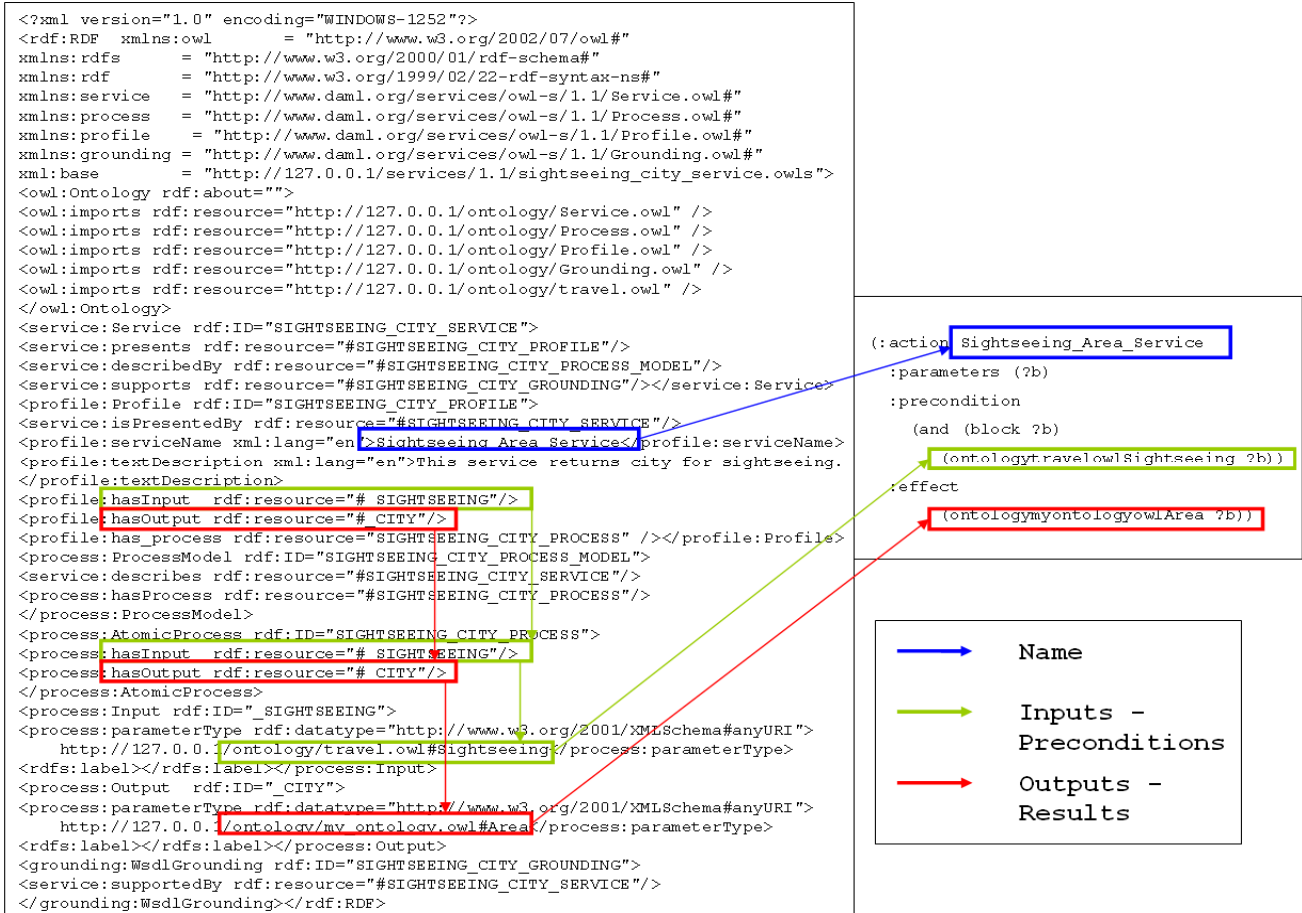 <?xml version="1.0" encoding="WINDOWS-1252"?>
<rdf:RDF  xmlns:owl       = "http://www.w3.org/2002/07/owl#"
xmlns:rdfs      = "http://www.w3.org/2000/01/rdf-schema#"
xmlns:rdf       = "http://www.w3.org/1999/02/22-rdf-syntax-ns#"
xmlns:service   = "http://www.daml.org/services/owl-s/1.1/Service.owl#"
xmlns:process   = "http://www.daml.org/services/owl-s/1.1/Process.owl#"
xmlns:profile    = "http://www.daml.org/services/owl-s/1.1/Profile.owl#"
xmlns:grounding = "http://www.daml.org/services/owl-s/1.1/Grounding.owl#"
xml:base        = "http://127.0.0.1/services/1.1/sightseeing_city_service.owls">
<owl:Ontology rdf:about="">
<owl:imports rdf:resource="http://127.0.0.1/ontology/Service.owl" />
<owl:imports rdf:resource="http://127.0.0.1/ontology/Process.owl" />
<owl:imports rdf:resource="http://127.0.0.1/ontology/Profile.owl" />
<owl:imports rdf:resource="http://127.0.0.1/ontology/Grounding.owl" />
<owl:imports rdf:resource="http://127.0.0.1/ontology/travel.owl" />
</owl:Ontology>
<service:Service rdf:ID="SIGHTSEEING_CITY_SERVICE">
<service:presents rdf:resource="#SIGHTSEEING_CITY_PROFILE"/>
<service:describedBy rdf:resource="#SIGHTSEEING_CITY_PROCESS_MODEL"/>
<service:supports rdf:resource="#SIGHTSEEING_CITY_GROUNDING"/></service:Service>
<profile:Profile rdf:ID="SIGHTSEEING_CITY_PROFILE">
<service:isPresentedBy rdf:resource="#SIGHTSEEING_CITY_SERVICE"/>
<profile:serviceName xml:lang="en">Sightseeing_Area_Service</profile:serviceName>
<profile:textDescription xml:lang="en">This service returns city for sightseeing.
</profile:textDescription>
<profile:hasInput  rdf:resource="#_SIGHTSEEING"/>
<profile:hasOutput rdf:resource="#_CITY"/>
<profile:has_process rdf:resource="SIGHTSEEING_CITY_PROCESS" /></profile:Profile>
<process:ProcessModel rdf:ID="SIGHTSEEING_CITY_PROCESS_MODEL">
<service:describes rdf:resource="#SIGHTSEEING_CITY_SERVICE"/>
<process:hasProcess rdf:resource="#SIGHTSEEING_CITY_PROCESS"/>
</process:ProcessModel>
<process:AtomicProcess rdf:ID="SIGHTSEEING_CITY_PROCESS">
<process:hasInput  rdf:resource="#_SIGHTSEEING"/>
<process:hasOutput rdf:resource="#_CITY"/>
</process:AtomicProcess>
<process:Input rdf:ID="_SIGHTSEEING">
<process:parameterType rdf:datatype="http://www.w3.org/2001/XMLSchema#anyURI">
http://127.0.0.1/ontology/travel.owl#Sightseeing</process:parameterType>
<rdfs:label></rdfs:label></process:Input>
<process:Output  rdf:ID="_CITY">
<process:parameterType rdf:datatype="http://www.w3.org/2001/XMLSchema#anyURI">
http://127.0.0.1/ontology/my_ontology.owl#Area</process:parameterType>
<rdfs:label></rdfs:label></process:Output>
<grounding:WsdlGrounding rdf:ID="SIGHTSEEING_CITY_GROUNDING">
<service:supportedBy rdf:resource="#SIGHTSEEING_CITY_SERVICE"/>
</grounding:WsdlGrounding></rdf:RDF>
(:action Sightseeing_Area_Service
:parameters (?b)
:precondition
(and (block ?b)
(ontologytravelowlSightseeing ?b))
:effect
(ontologymyontologyowlArea ?b))
Name
Inputs -
Preconditions
Outputs -
Results